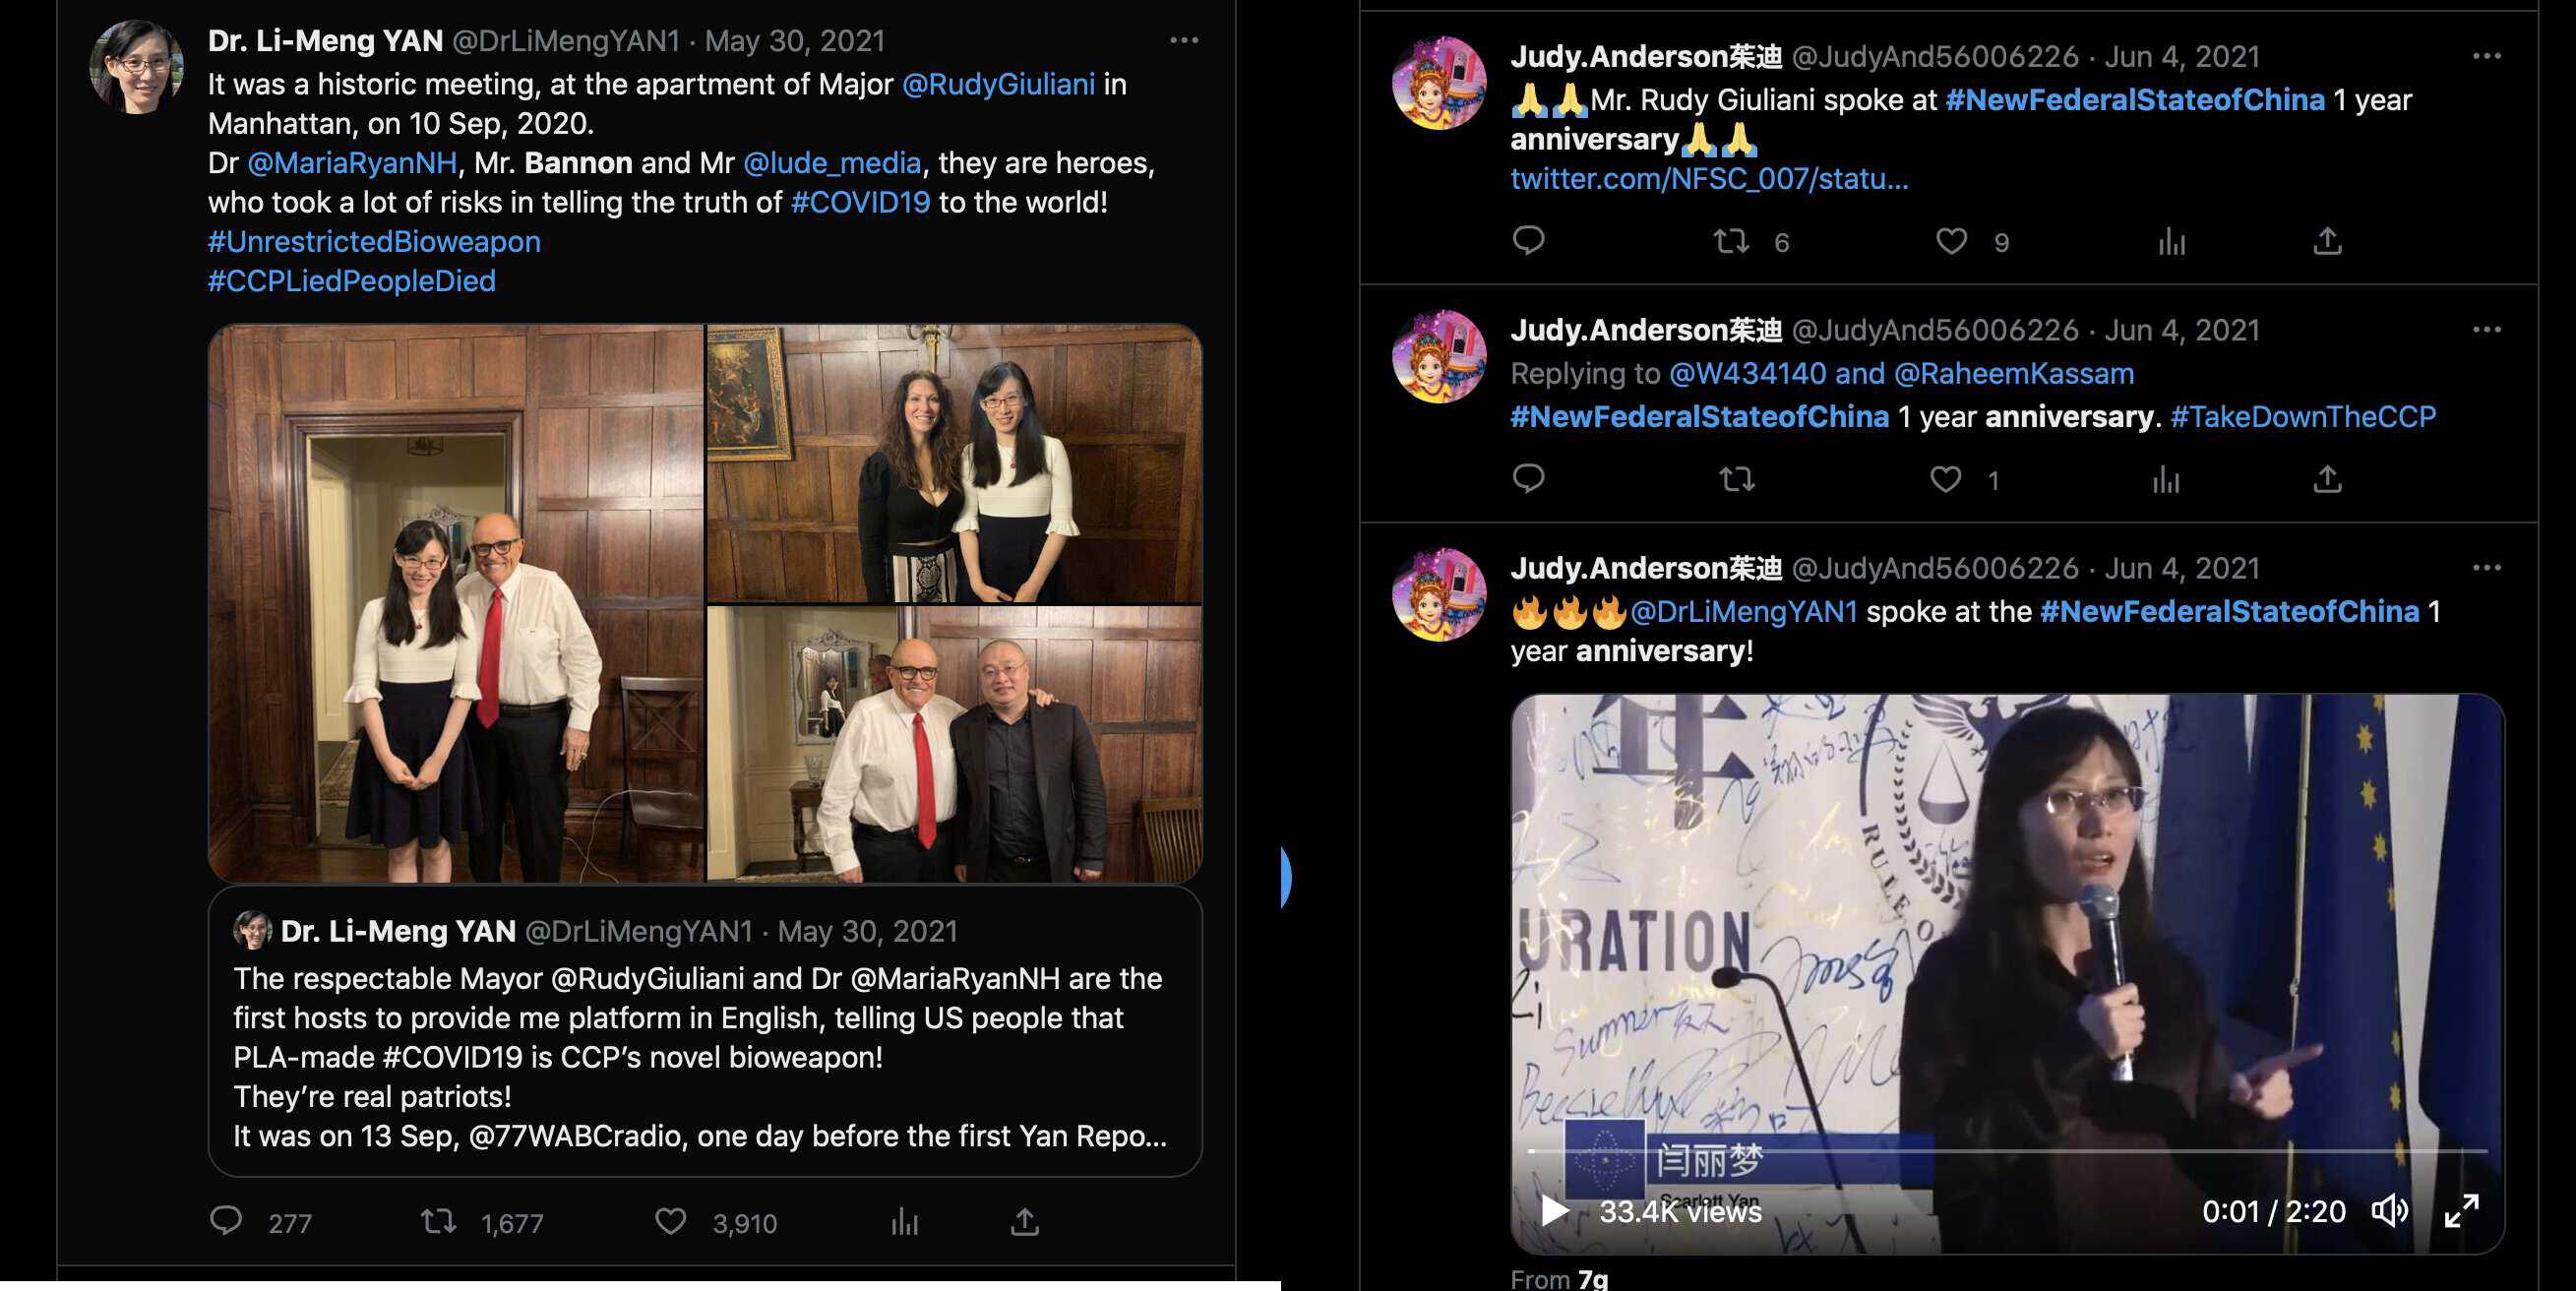 Dr. Li-Meng YAN @DrLiMengYAN1 · May 30, 2021
It was a historic meeting, at the apartment of Major @RudyGiuliani in
Manhattan, on 10 Sep, 2020.
Dr @MariaRyanNH, Mr. Bannon and Mr @lude_media, they are heroes,
who took a lot of risks in telling the truth of #COVID19 to the world!
#UnrestrictedBioweapon
#CCPLiedPeopleDied
Dr. Li-Meng YAN @DrLiMengYAN1 · May 30, 2021
The respectable Mayor @RudyGiuliani and Dr @MariaRyanNH are the
first hosts to provide me platform in English, telling US people that
PLA-made #COVID19 is CCP’s novel bioweapon!
They’re real patriots!
It was on 13 Sep, @77WABCradio, one day before the first Yan Repo...
277 1,677 3,910
Judy.Anderson茱迪 @JudyAnd56006226 · Jun 4, 2021
🙏🙏Mr. Rudy Giuliani spoke at #NewFederalStateofChina 1 year
anniversary🙏🙏
twitter.com/NFSC_007/statu...
6 9
Judy.Anderson茱迪 @JudyAnd56006226 · Jun 4, 2021
Replying to @W434140 and @RaheemKassam
#NewFederalStateofChina 1 year anniversary. #TakeDownTheCCP
1
Judy.Anderson茱迪 @JudyAnd56006226 · Jun 4, 2021
🔥🔥🔥@DrLiMengYAN1 spoke at the #NewFederalStateofChina 1
year anniversary!
RULE O
URATION
Summer
闫丽梦
Scarlett Yan
33.4K views
0:01 / 2:20
From 7g